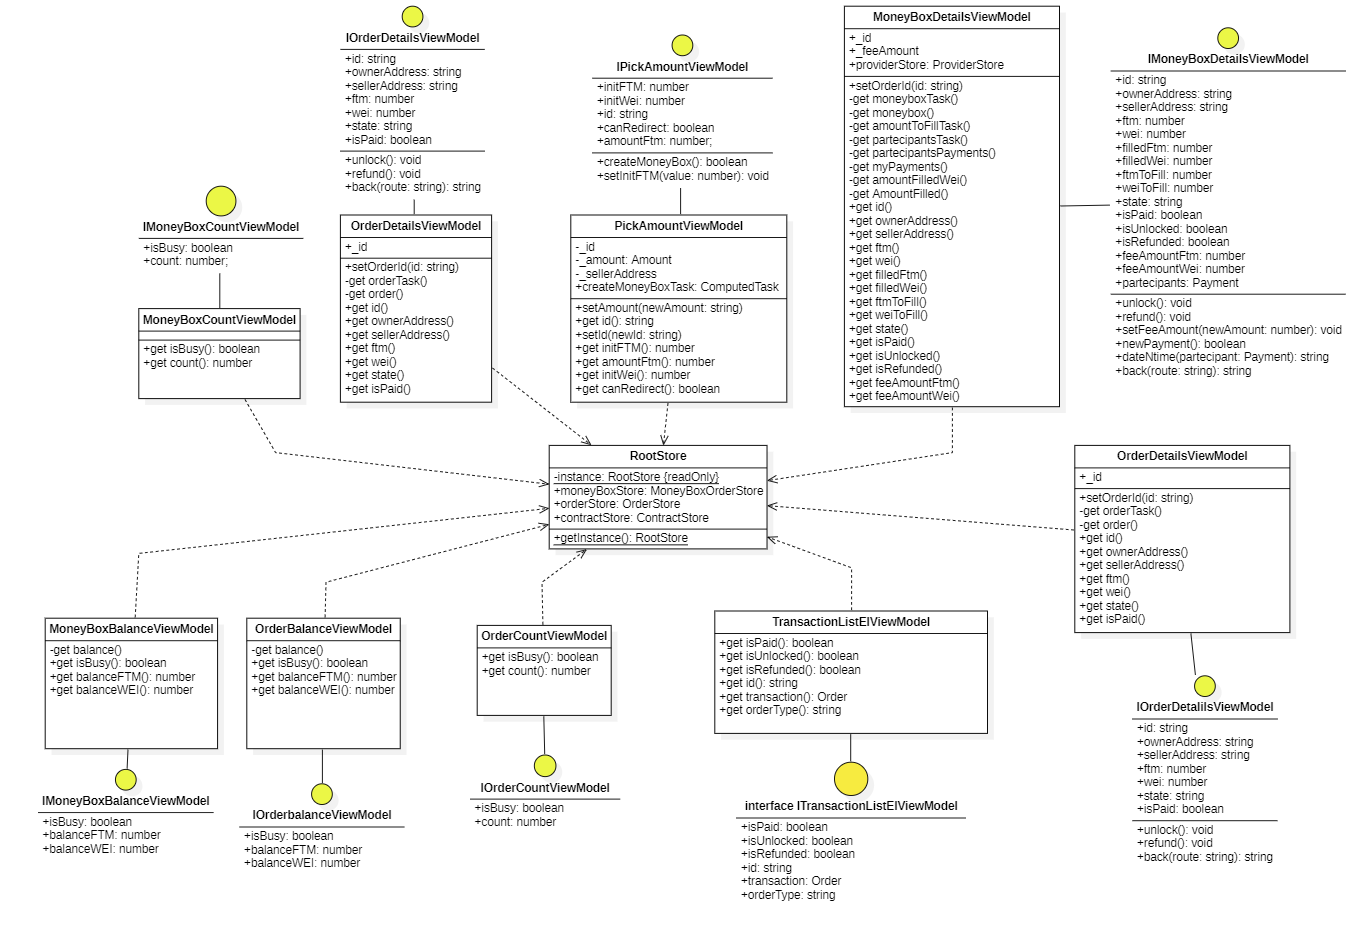 IOrderDetailsViewModel
+id: string
+ownerAddress: string
+sellerAddress: string
+ftm: number
+wei: number
+state: string
+isPaid: boolean
+unlock(): void
+refund(): void
+back(route: string): string
IPickAmountViewModel
+initFTM: number
+initWei: number
+id: string
+canRedirect: boolean
+amountFtm: number;
+createMoneyBox(): boolean
+setInitFTM(value: number): void
MoneyBoxDetailsViewModel
+_id
+_feeAmount
+providerStore: ProviderStore
+setOrderId(id: string)
-get moneyboxTask()
-get moneybox()
-get amountToFillTask()
-get partecipantsTask()
-get partecipantsPayments()
-get myPayments()
-get amountFilledWei()
-get AmountFilled()
+get id()
+get ownerAddress()
+get sellerAddress()
+get ftm()
+get wei()
+get filledFtm()
+get filledWei()
+get ftmToFill()
+get weiToFill()
+get state()
+get isPaid()
+get isUnlocked()
+get isRefunded()
+get feeAmountFtm()
+get feeAmountWei()
IMoneyBoxDetailsViewModel
+id: string
+ownerAddress: string
+sellerAddress: string
+ftm: number
+wei: number
+filledFtm: number
+filledWei: number
+ftmToFill: number
+weiToFill: number
+state: string
+isPaid: boolean
+isUnlocked: boolean
+isRefunded: boolean
+feeAmountFtm: number
+feeAmountWei: number
+partecipants: Payment
+unlock(): void
+refund(): void
+setFeeAmount(newAmount: number): void
+newPayment(): boolean
+dateNtime(partecipant: Payment): string
+back(route: string): string
IMoneyBoxCountViewModel
+isBusy: boolean
+count: number;
MoneyBoxCountViewModel
+get isBusy(): boolean
+get count(): number
OrderDetailsViewModel
+_id
+setOrderId(id: string)
-get orderTask()
-get order()
+get id()
+get ownerAddress()
+get sellerAddress()
+get ftm()
+get wei()
+get state()
+get isPaid()
PickAmountViewModel
-_id
-_amount: Amount
-_sellerAddress
+createMoneyBoxTask: ComputedTask
+setAmount(newAmount: string)
+get id(): string
+setId(newId: string)
+get initFTM(): number
+get amountFtm(): number
+get initWei(): number
+get canRedirect(): boolean
RootStore
-instance: RootStore {readOnly}
+moneyBoxStore: MoneyBoxOrderStore
+orderStore: OrderStore
+contractStore: ContractStore
+getInstance(): RootStore
OrderDetailsViewModel
+_id
+setOrderId(id: string)
-get orderTask()
-get order()
+get id()
+get ownerAddress()
+get sellerAddress()
+get ftm()
+get wei()
+get state()
+get isPaid()
MoneyBoxBalanceViewModel
-get balance()
+get isBusy(): boolean
+get balanceFTM(): number
+get balanceWEI(): number
OrderBalanceViewModel
-get balance()
+get isBusy(): boolean
+get balanceFTM(): number
+get balanceWEI(): number
OrderCountViewModel
+get isBusy(): boolean
+get count(): number
TransactionListElViewModel
+get isPaid(): boolean
+get isUnlocked(): boolean
+get isRefunded(): boolean
+get id(): string
+get transaction(): Order
+get orderType(): string
IMoneyBoxBalanceViewModel
+isBusy: boolean
+balanceFTM: number
+balanceWEI: number
IOrderbalanceViewModel
+isBusy: boolean
+balanceFTM: number
+balanceWEI: number
IOrderCountViewModel
+isBusy: boolean
+count: number
interface ITransactionListElViewModel
+isPaid: boolean
+isUnlocked: boolean
+isRefunded: boolean
+id: string
+transaction: Order
+orderType: string
IOrderDetalilsViewModel
+id: string
+ownerAddress: string
+sellerAddress: string
+ftm: number
+wei: number
+state: string
+isPaid: boolean
+unlock(): void
+refund(): void
+back(route: string): string